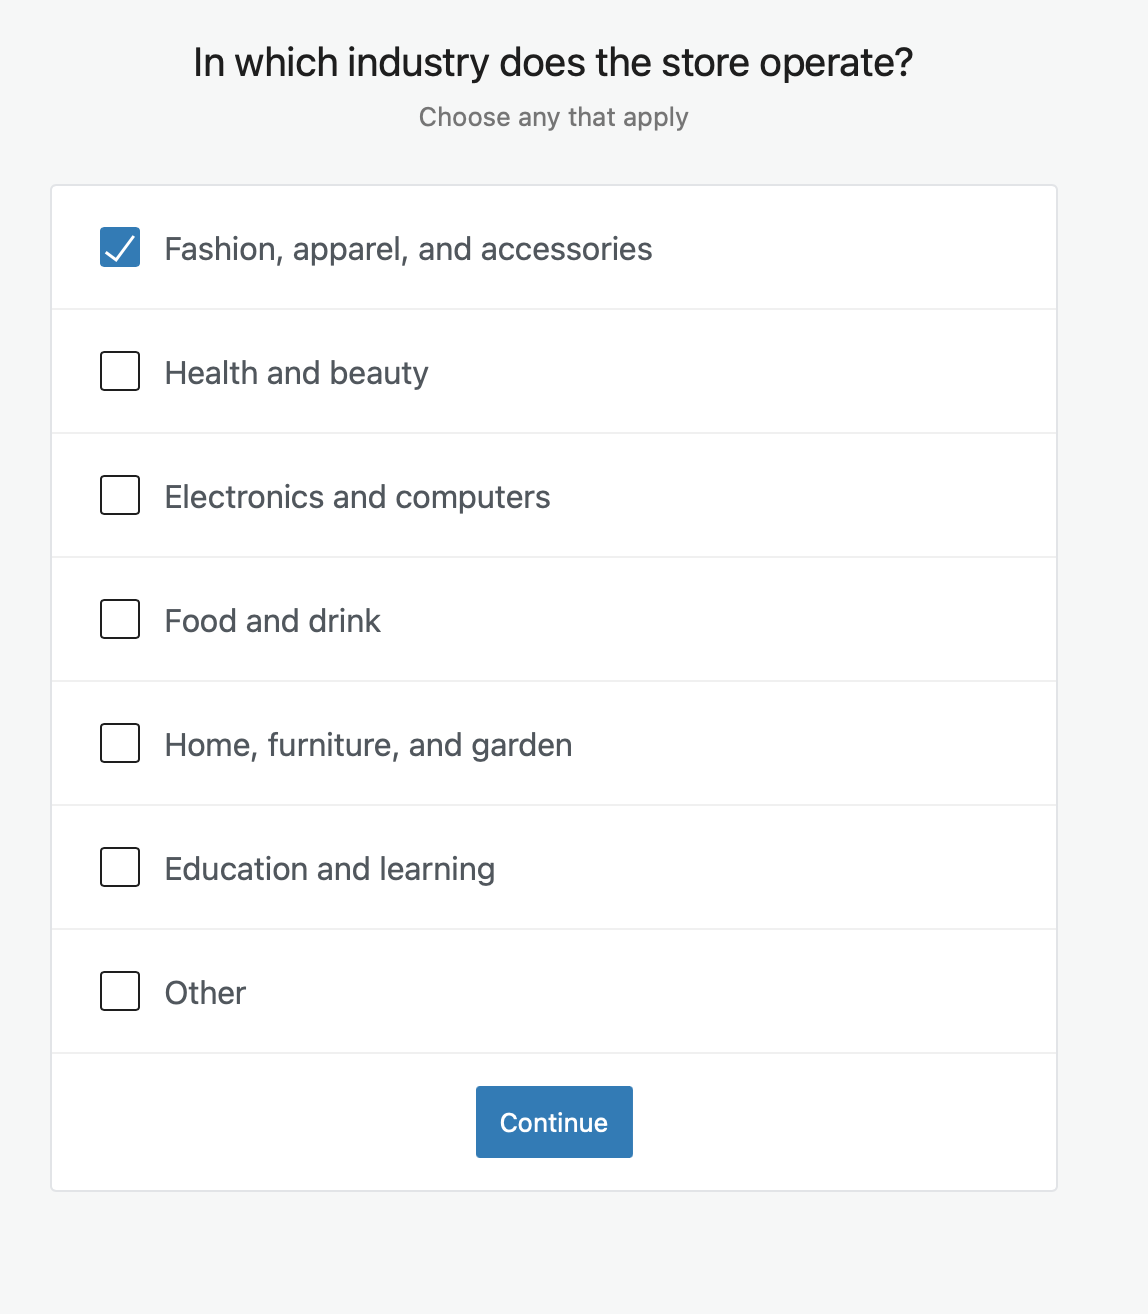 In which industry does the store operate?
Choose any that apply
Fashion, apparel, and accessories
Health and beauty
Electronics and computers
Food and drink
Home, furniture, and garden
Education and learning
Other
Continue